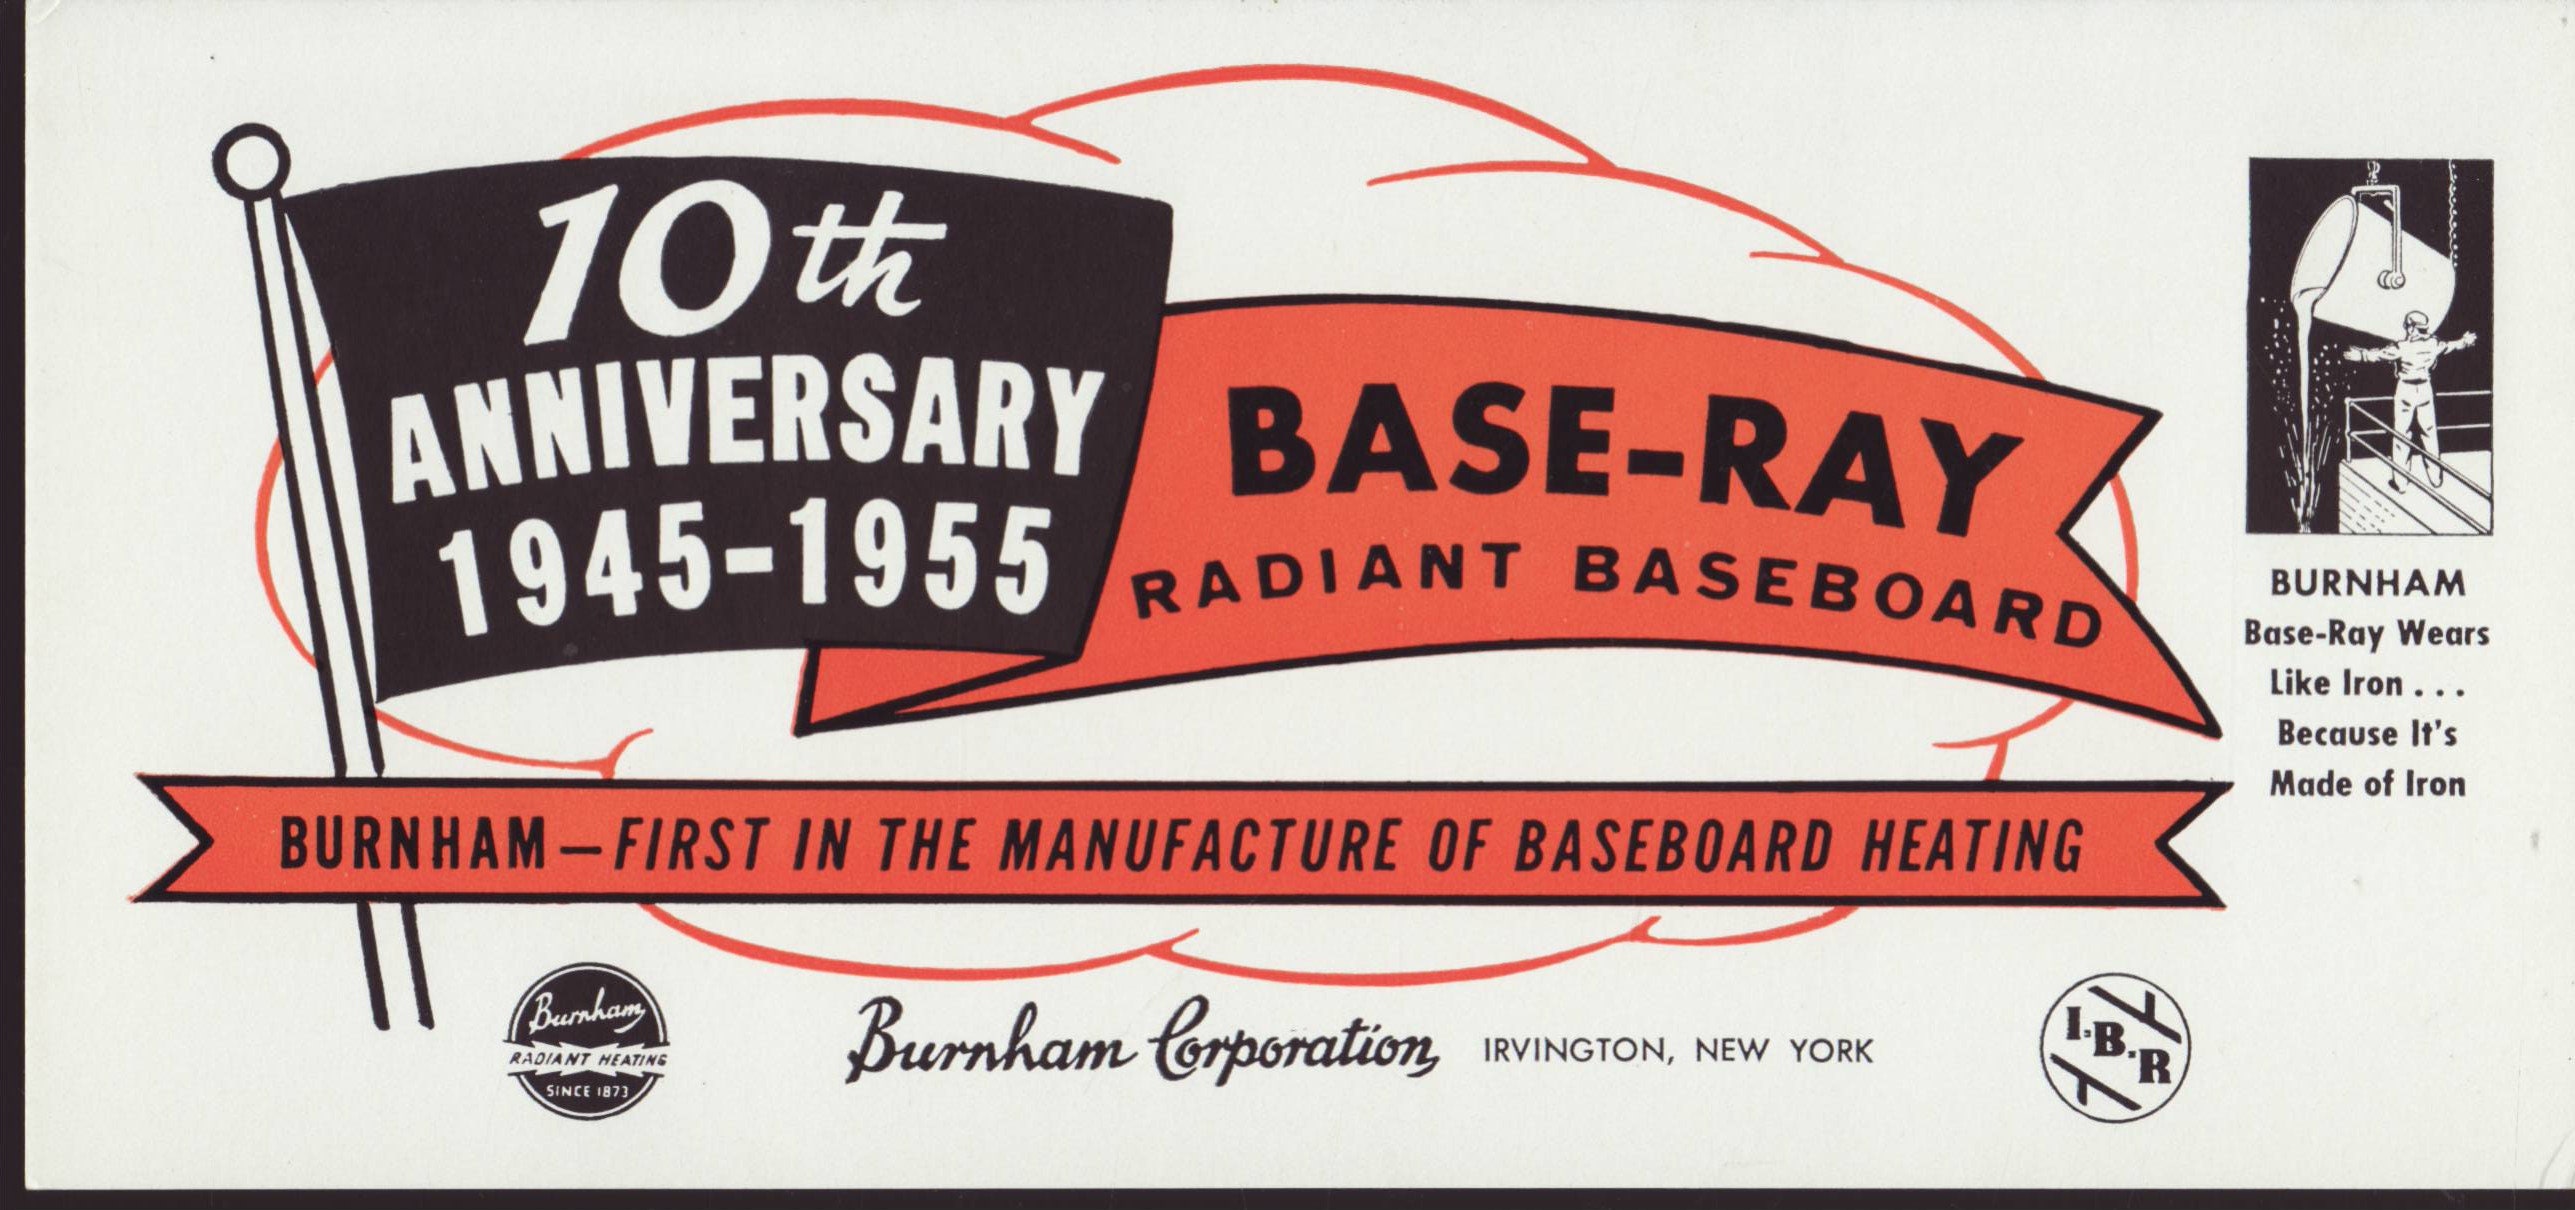 10th
ANNIVERSARY
1945-1955
BASE-RAY
RADIANT BASEBOARD
BURNHAM
Base-Ray Wears
Like Iron . . .
Because It's
Made of Iron
BURNHAM—FIRST IN THE MANUFACTURE OF BASEBOARD HEATING
Burnham
RADIANT HEATING
SINCE 1873
Burnham Corporation, IRVINGTON, NEW YORK
I·B·R